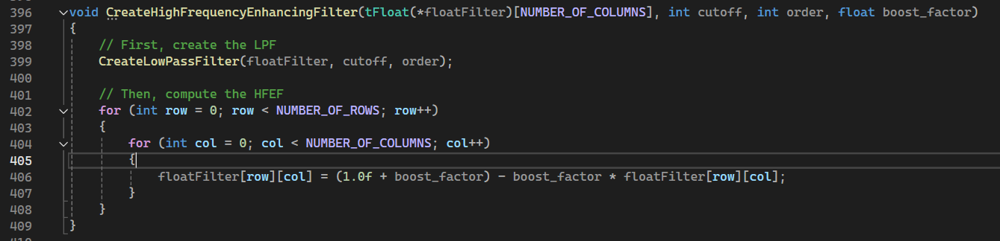 396 void CreateHighFrequencyEnhancingFilter(tFloat(*floatFilter)[NUMBER_OF_COLUMNS], int cutoff, int order, float boost_factor)
397 {
398 // First, create the LPF
399 CreateLowPassFilter(floatFilter, cutoff, order);
400
401 // Then, compute the HFEF
402 for (int row = 0; row < NUMBER_OF_ROWS; row++)
403 {
404 for (int col = 0; col < NUMBER_OF_COLUMNS; col++)
405 {
406 floatFilter[row][col] = (1.0f + boost_factor) - boost_factor * floatFilter[row][col];
407 }
408 }
409 }